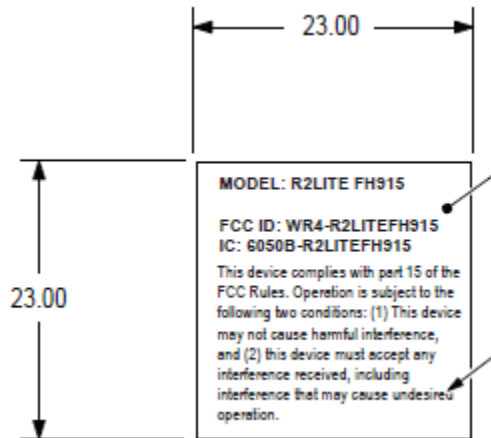 23.00
MODEL: R2LITE FH915
FCC ID: WR4-R2LITEFH915
IC: 6050B-R2LITEFH915
This device complies with part 15 of the
FCC Rules. Operation is subject to the
following two conditions: (1) This device
may not cause harmful interference,
and (2) this device must accept any
interference received, including
interference that may cause undesired
operation.
23.00